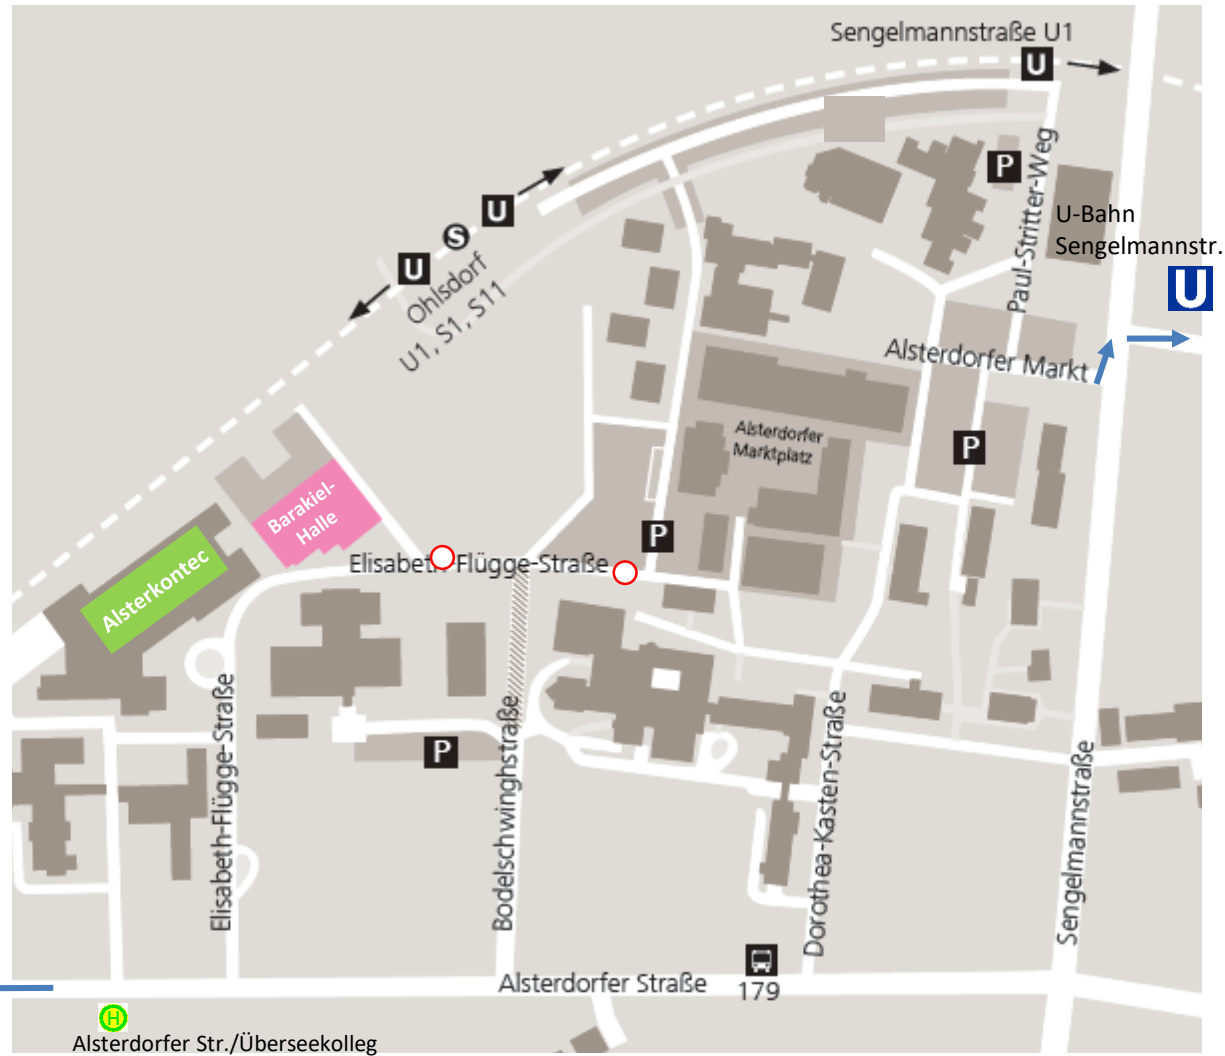 Sengelmannstraße U1
U
P
Paul-Stritter-Weg
U-Bahn
Sengelmannstr.
U
U
S
U
Ohlsdorf
U1, S1, S11
Alsterdorfer Markt
Alsterdorfer
Marktplatz
P
Barakiel-
Halle
P
Alsterkontec
Elisabeth-Flügge-Straße
Elisabeth-Flügge-Straße
P
Bodelschwinghstraße
Dorothea-Kasten-Straße
Sengelmannstraße
Alsterdorfer Straße
179
H
Alsterdorfer Str./Überseekolleg